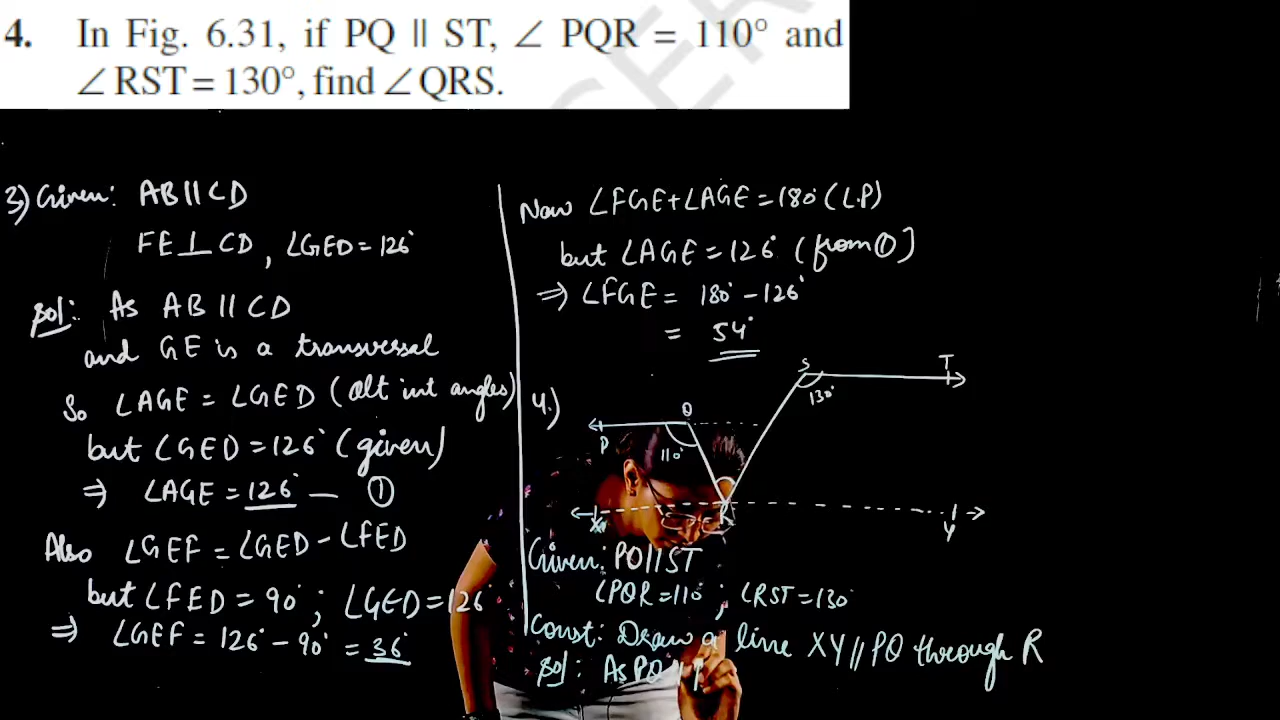 4. In Fig. 6.31, if PQ || ST, ∠ PQR = 110° and
∠ RST = 130°, find ∠ QRS.
3) Given: AB || CD
FE ⊥ CD, ∠GED = 126°
Sol: As AB || CD
and GE is a transversal
So ∠AGE = ∠GED (alt int angles)
but ∠GED = 126° (given)
⇒ ∠AGE = 126° — ①
Also ∠GEF = ∠GED - ∠FED
but ∠FED = 90° ; ∠GED = 126°
⇒ ∠GEF = 126° - 90° = 36°
Now ∠FGE + ∠AGE = 180° (L.P)
but ∠AGE = 126° (from ①)
⇒ ∠FGE = 180° - 126°
= 54°
4.)
S T
130°
Q
P
110°
X R Y
Given: PQ || ST
∠PQR = 110° ; ∠RST = 130°
Const: Draw a line XY || PQ through R
Sol: As PQ ||